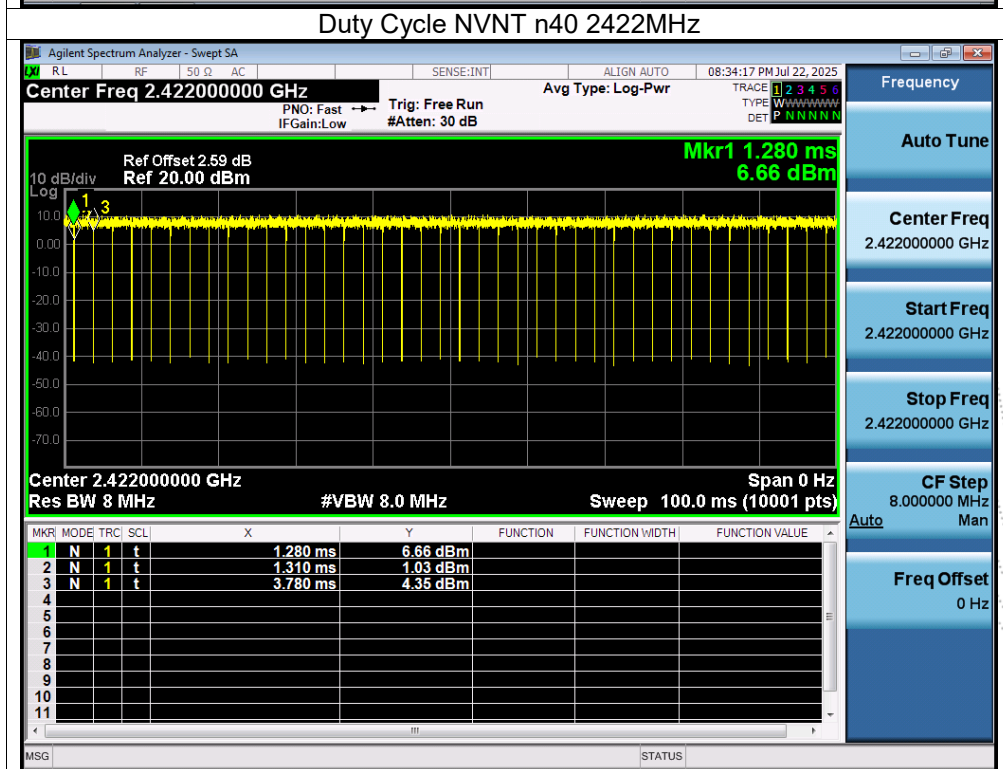 Duty Cycle NVNT n40 2422MHz
Agilent Spectrum Analyzer - Swept SA
LXI RL RF 50 Ω AC SENSE:INT ALIGN AUTO 08:34:17 PM Jul 22, 2025
Center Freq 2.422000000 GHz
PNO: Fast
IFGain:Low
Trig: Free Run
#Atten: 30 dB
Avg Type: Log-Pwr
TRACE 1 2 3 4 5 6
TYPE WWWWWW
DET P N N N N N
Ref Offset 2.59 dB
Ref 20.00 dBm
10 dB/div
Log
Mkr1 1.280 ms
6.66 dBm
1
3
10.0
0.00
-10.0
-20.0
-30.0
-40.0
-50.0
-60.0
-70.0
Center 2.422000000 GHz Span 0 Hz
Res BW 8 MHz #VBW 8.0 MHz Sweep 100.0 ms (10001 pts)
MKR MODE TRC SCL X Y FUNCTION FUNCTION WIDTH FUNCTION VALUE
1 N 1 t 1.280 ms 6.66 dBm
2 N 1 t 1.310 ms 1.03 dBm
3 N 1 t 3.780 ms 4.35 dBm
4
5
6
7
8
9
10
11
MSG STATUS
Frequency
Auto Tune
Center Freq
2.422000000 GHz
Start Freq
2.422000000 GHz
Stop Freq
2.422000000 GHz
CF Step
8.000000 MHz
Auto Man
Freq Offset
0 Hz